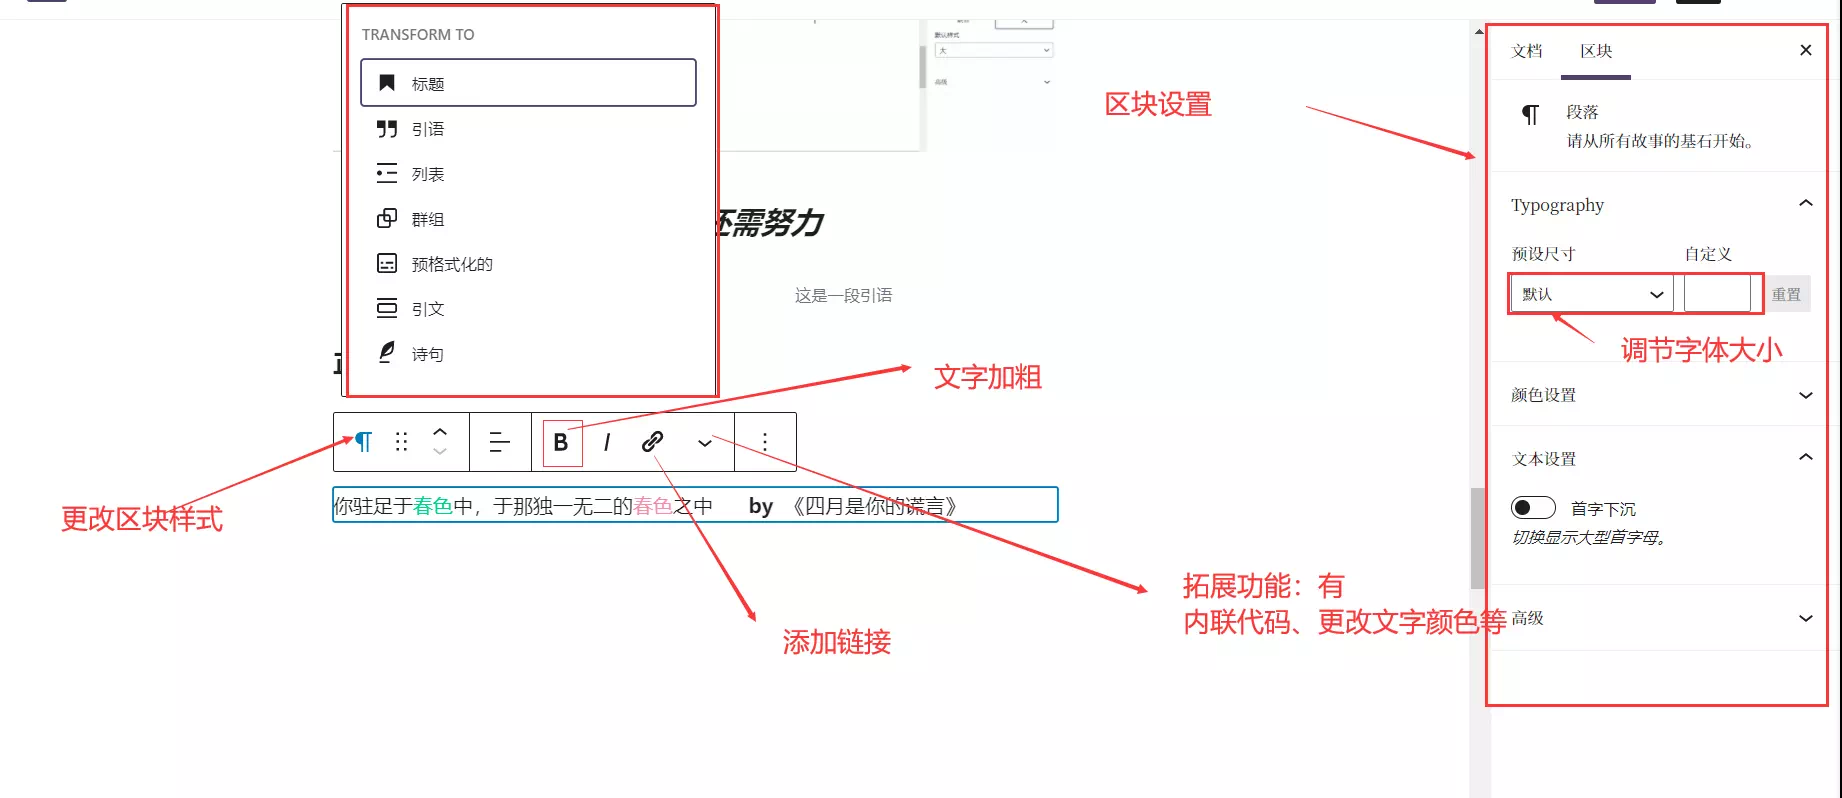 TRANSFORM TO
标题
引语
列表
群组
预格式化的
引文
诗句
默认样式
大
高级
还需努力
这是一段引语
区块设置
文字加粗
更改区块样式
B I
你驻足于春色中，于那独一无二的春色之中 by 《四月是你的谎言》
添加链接
拓展功能：有
内联代码、更改文字颜色等
文档 区块
段落
请从所有故事的基石开始。
Typography
预设尺寸 自定义
默认 重置
调节字体大小
颜色设置
文本设置
首字下沉
切换显示大型首字母。
高级